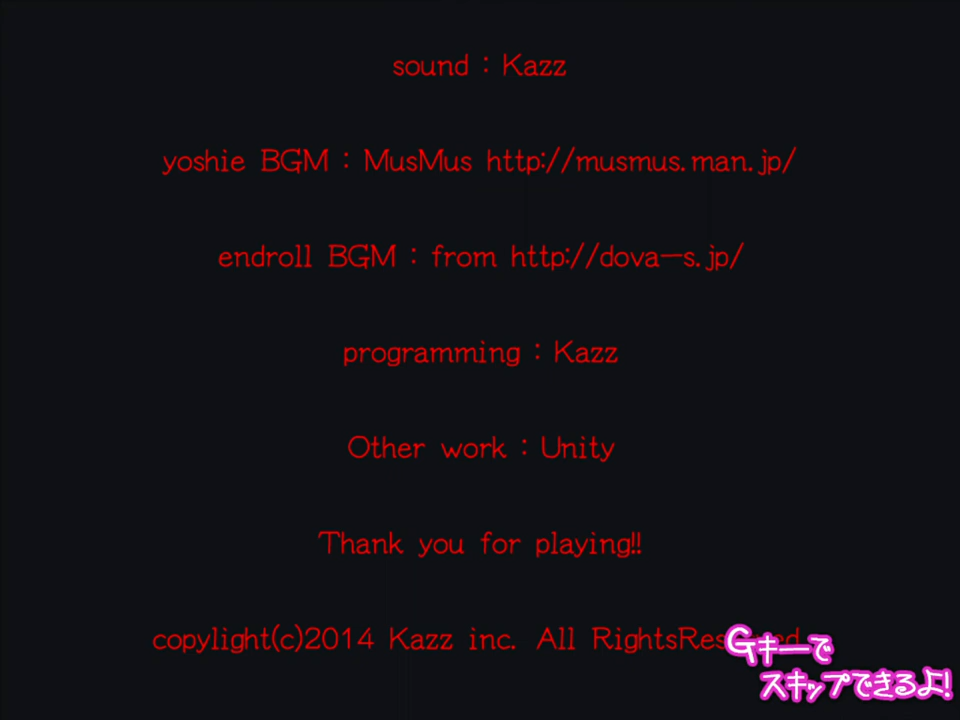 sound : Kazz
yoshie BGM : MusMus http://musmus.man.jp/
endroll BGM : from http://dova-s.jp/
programming : Kazz
Other work : Unity
Thank you for playing!!
copylight(c)2014 Kazz inc. All
Gキーで
スキップできるよ!